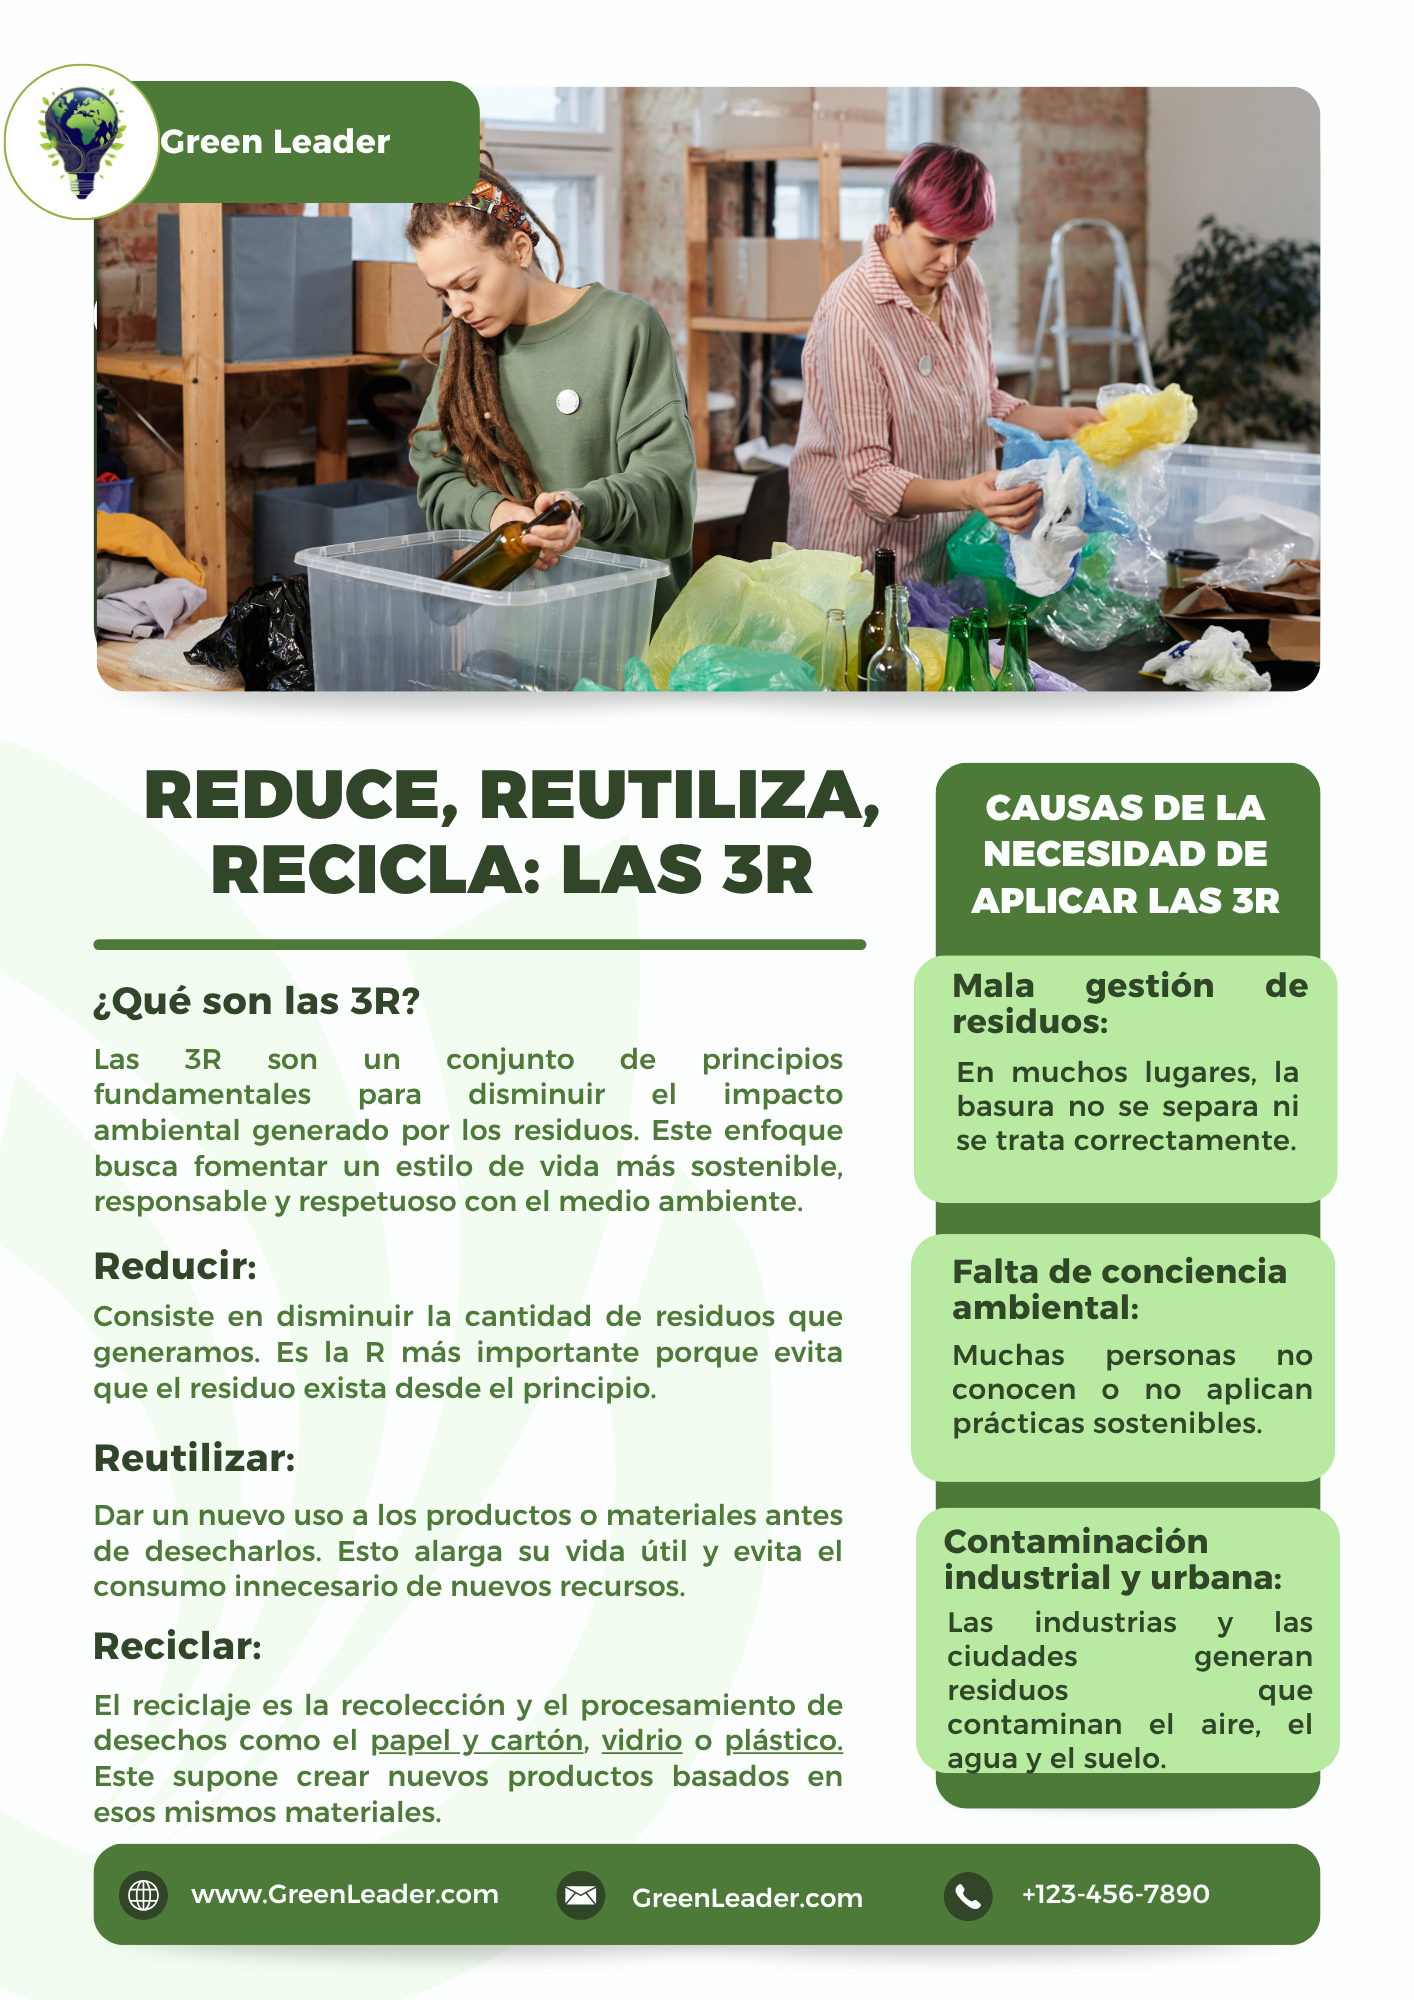 Green Leader
REDUCE, REUTILIZA,
RECICLA: LAS 3R
¿Qué son las 3R?
Las 3R son un conjunto de principios
fundamentales para disminuir el impacto
ambiental generado por los residuos. Este enfoque
busca fomentar un estilo de vida más sostenible,
responsable y respetuoso con el medio ambiente.
Reducir:
Consiste en disminuir la cantidad de residuos que
generamos. Es la R más importante porque evita
que el residuo exista desde el principio.
Reutilizar:
Dar un nuevo uso a los productos o materiales antes
de desecharlos. Esto alarga su vida útil y evita el
consumo innecesario de nuevos recursos.
Reciclar:
El reciclaje es la recolección y el procesamiento de
desechos como el papel y cartón, vidrio o plástico.
Este supone crear nuevos productos basados en
esos mismos materiales.
CAUSAS DE LA
NECESIDAD DE
APLICAR LAS 3R
Mala gestión de
residuos:
En muchos lugares, la
basura no se separa ni
se trata correctamente.
Falta de conciencia
ambiental:
Muchas personas no
conocen o no aplican
prácticas sostenibles.
Contaminación
industrial y urbana:
Las industrias y las
ciudades generan
residuos que
contaminan el aire, el
agua y el suelo.
www.GreenLeader.com
GreenLeader.com
+123-456-7890